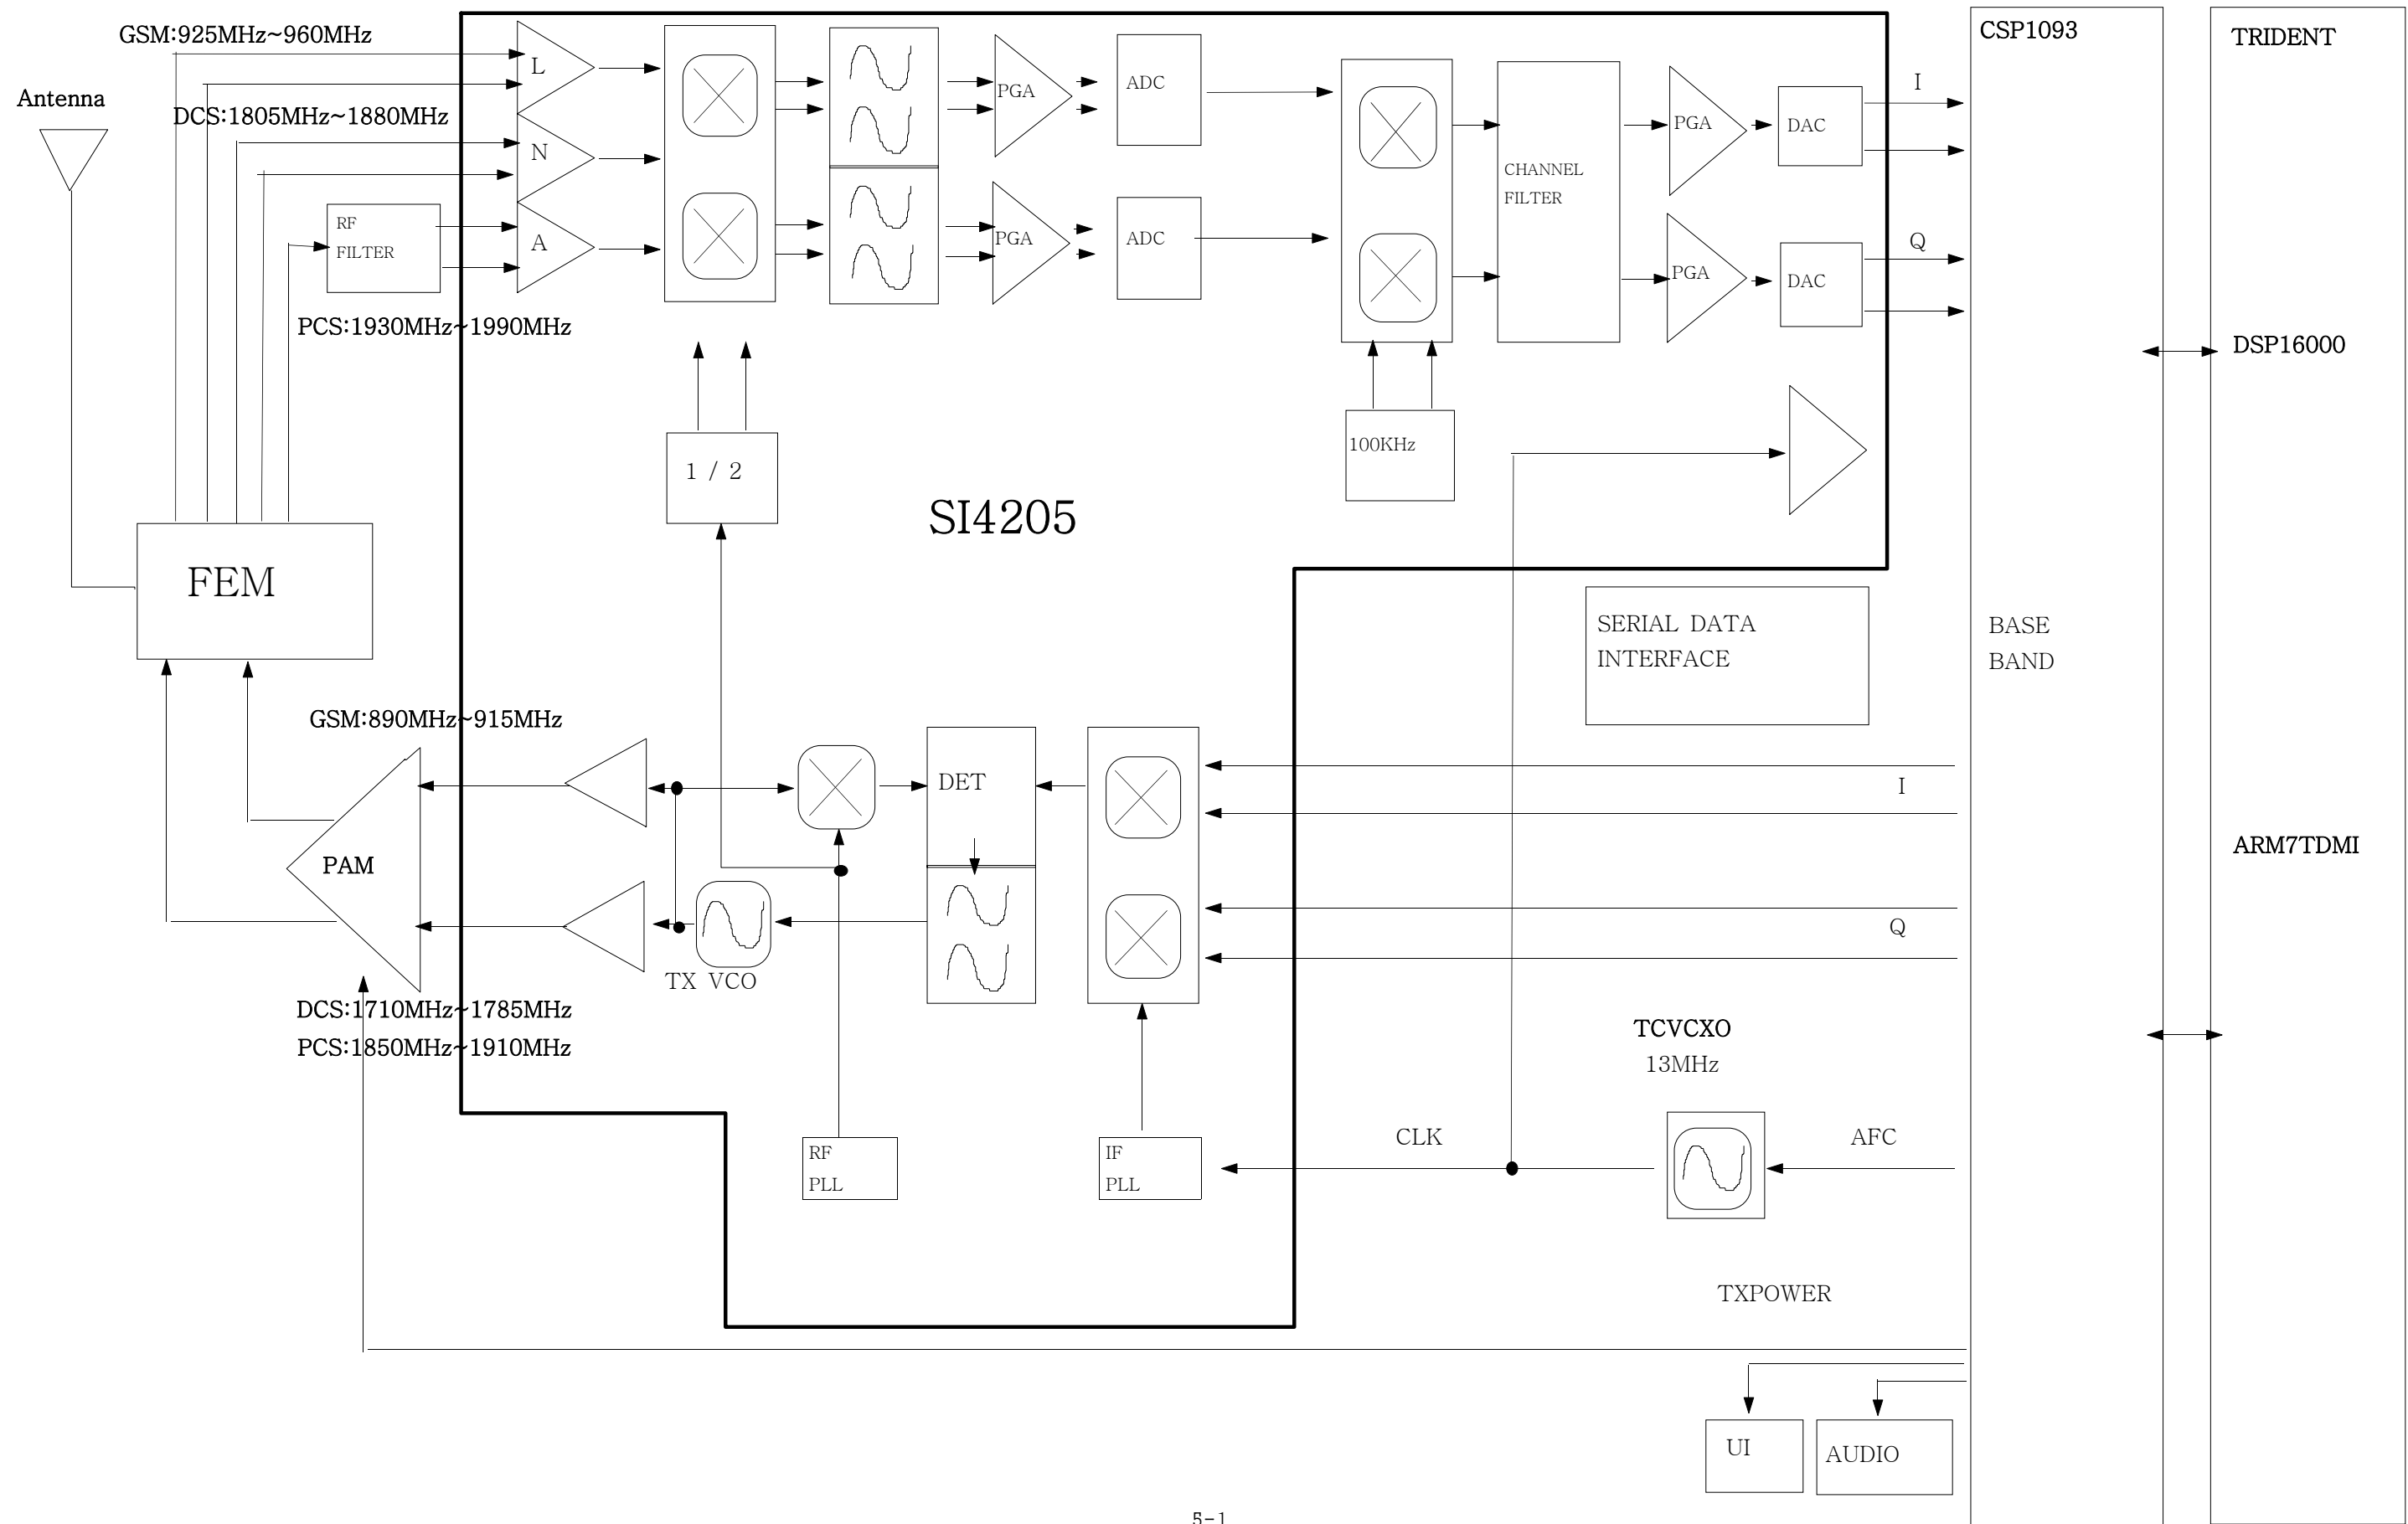 GSM:925MHz~960MHz
CSP1093
TRIDENT
L
ADC
I
PGA
Antenna
DCS:1805MHz~1880MHz
PGA
DAC
N
CHANNEL
FILTER
RF
FILTER
A
PGA
ADC
Q
PGA
DAC
PCS:1930MHz~1990MHz
DSP16000
100KHz
1 / 2
SI4205
FEM
SERIAL DATA
INTERFACE
BASE
BAND
GSM:890MHz~915MHz
DET
I
PAM
ARM7TDMI
Q
TX VCO
DCS:1710MHz~1785MHz
PCS:1850MHz~1910MHz
TCVCXO
13MHz
RF
PLL
IF
PLL
CLK
AFC
TXPOWER
UI
AUDIO
5-1